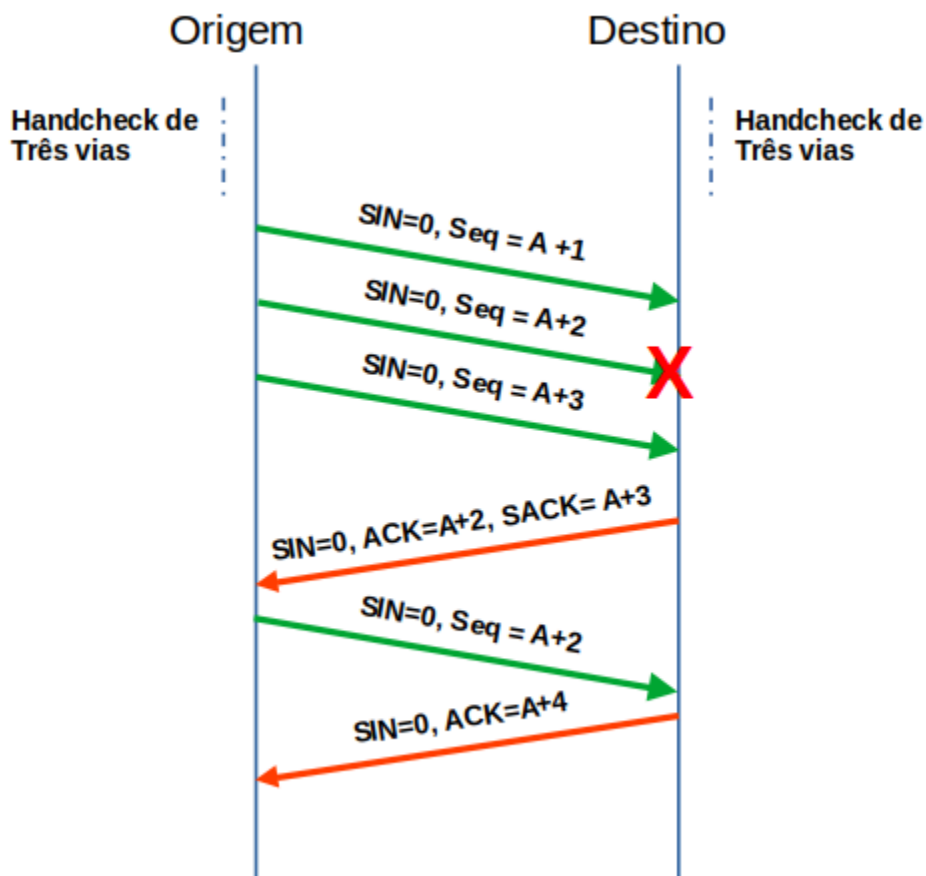 Origem
Destino
Handcheck de
Três vias
Handcheck de
Três vias
SIN=0, Seq = A +1
SIN=0, Seq = A+2
X
SIN=0, Seq = A+3
SIN=0, ACK=A+2, SACK= A+3
SIN=0, Seq = A+2
SIN=0, ACK=A+4